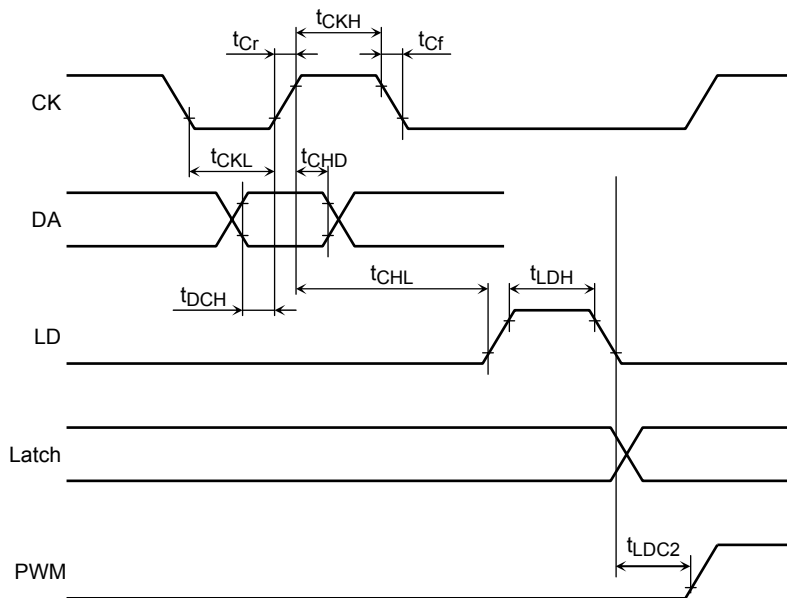 tCKH
tCr
tCf
CK
tCKL
tCHD
DA
tCHL
tLDH
tDCH
LD
Latch
tLDC2
PWM